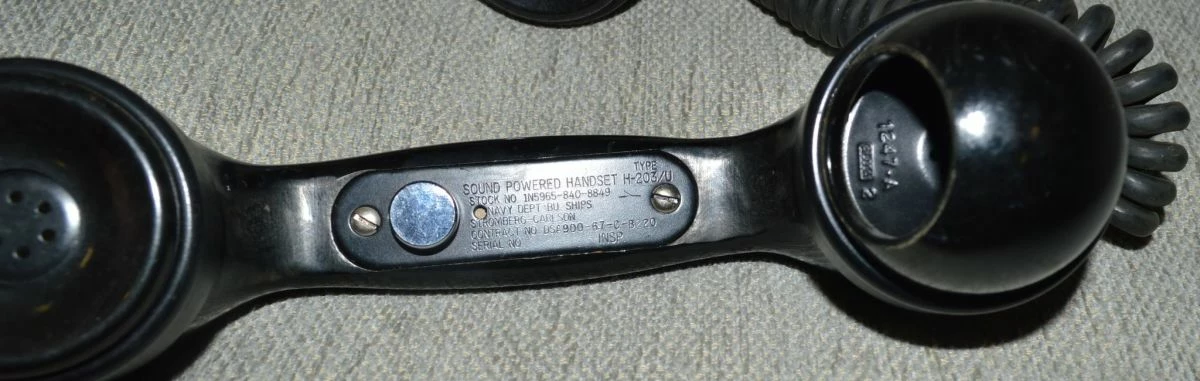 TYPE
SOUND POWERED HANDSET H-203/U
STOCK NO. 1N5965-840-8849
NAVY DEPT BU SHIPS
STROMBERG-CARLSON
CONTRACT NO. DSA900-67-C-8720
SERIAL NO INSP
1247-A
2